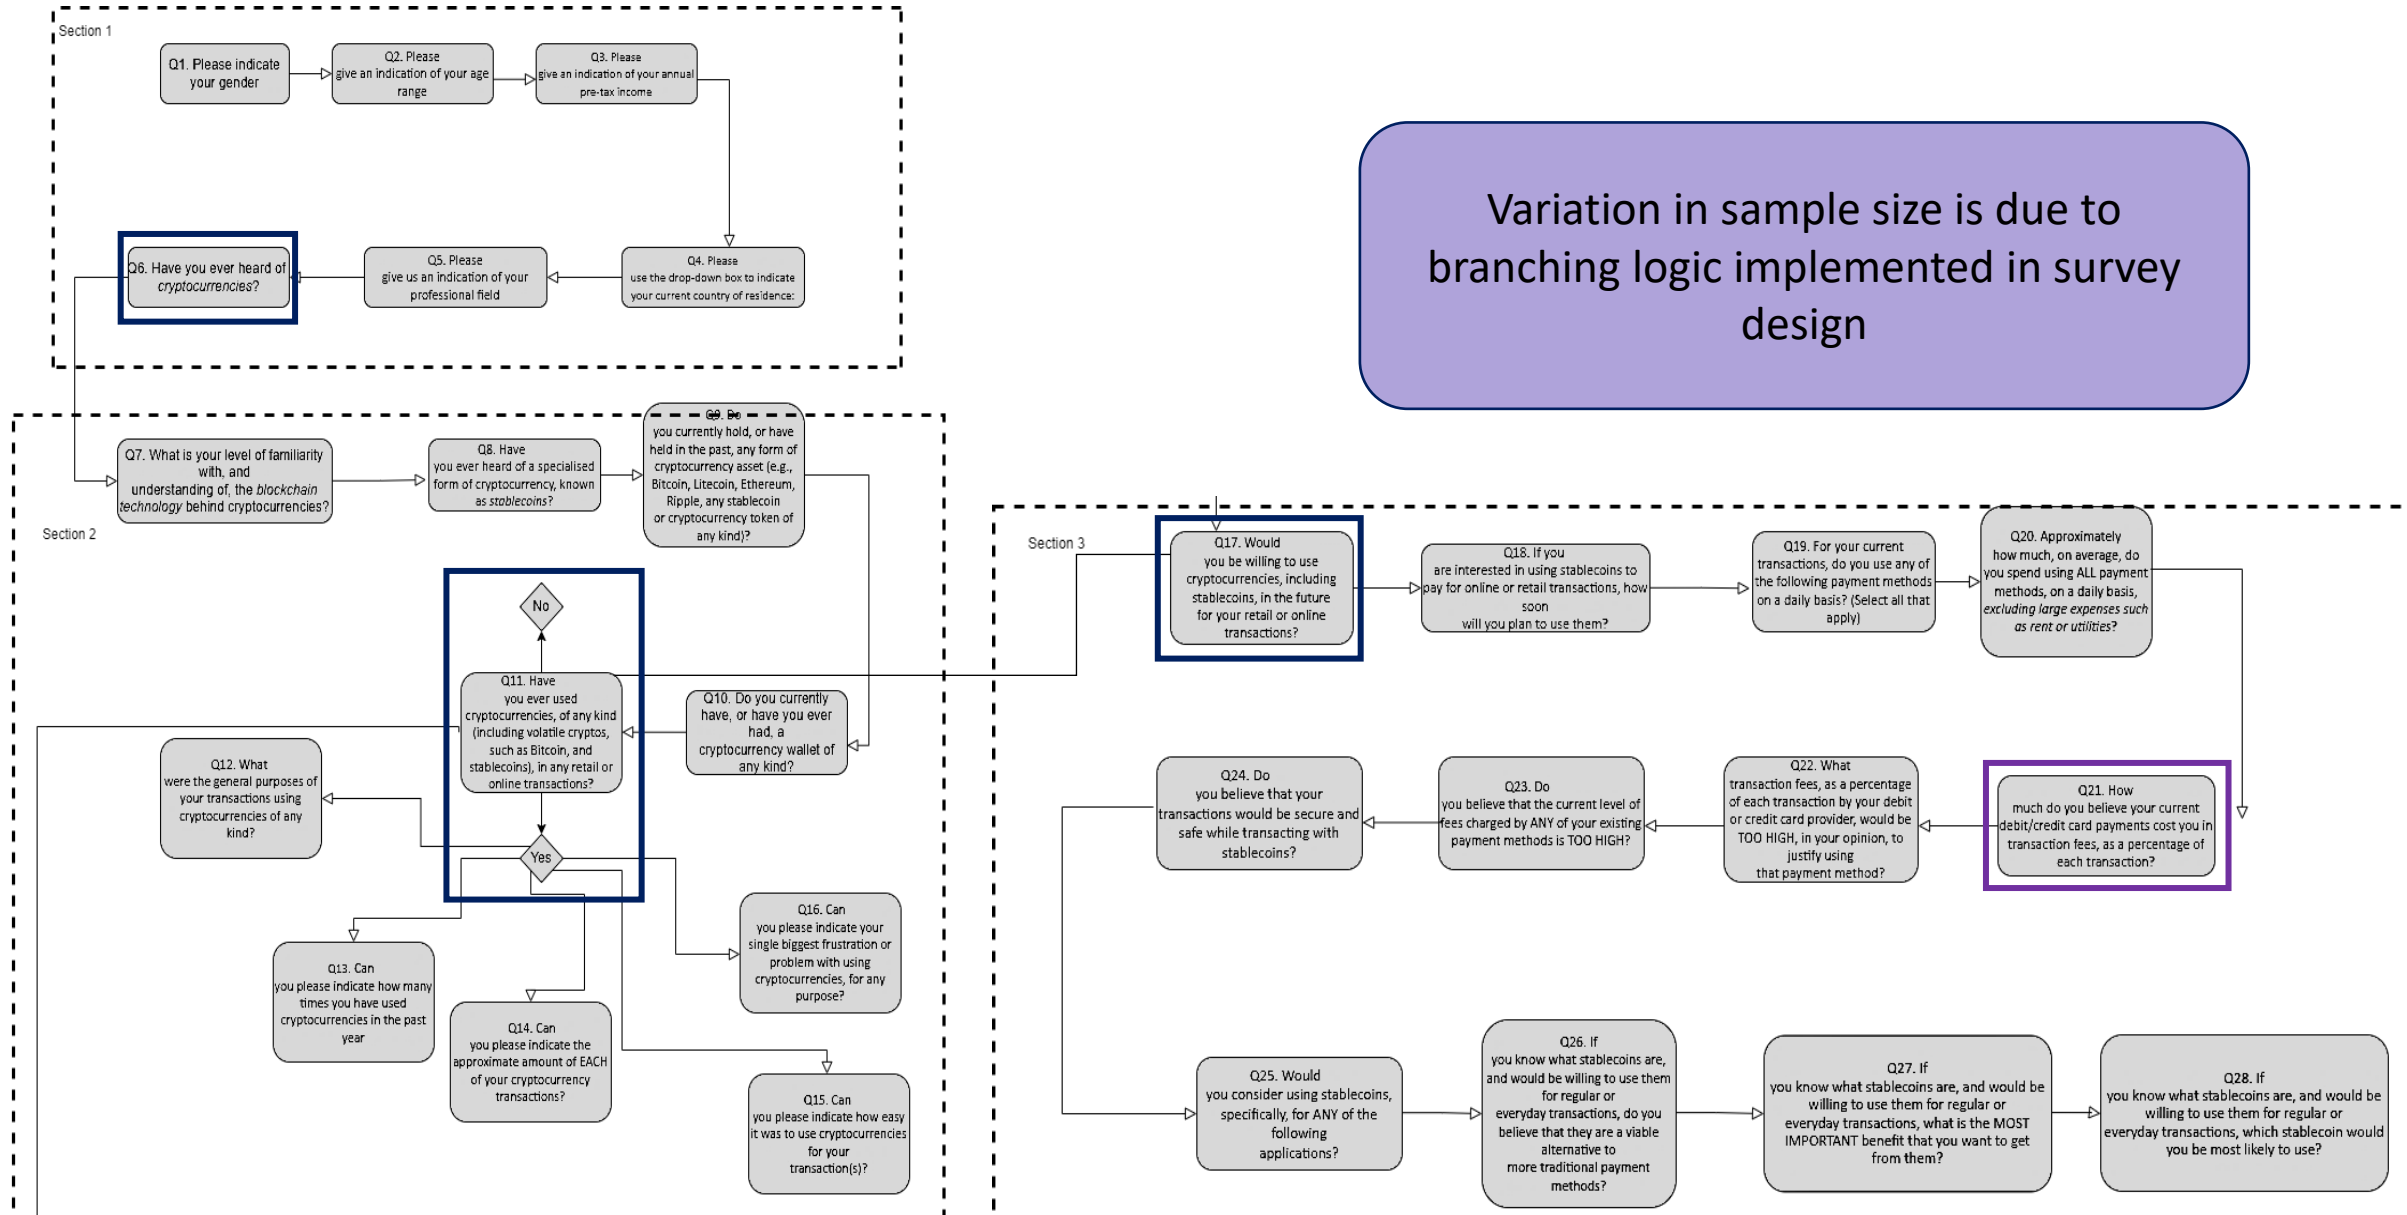 Section 1
Q1. Please indicate
your gender
Q2. Please
give an indication of your age
range
Q3. Please
give an indication of your annual
pre-tax income
Q6. Have you ever heard of
cryptocurrencies?
Q5. Please
give us an indication of your
professional field
Q4. Please
use the drop-down box to indicate
your current country of residence:
Variation in sample size is due to
branching logic implemented in survey
design
Section 2
Q7. What is your level of familiarity
with, and
understanding of, the blockchain
technology behind cryptocurrencies?
Q8. Have
you ever heard of a specialised
form of cryptocurrency, known
as stablecoins?
Q9. Do
you currently hold, or have
held in the past, any form of
cryptocurrency asset (e.g.,
Bitcoin, Litecoin, Ethereum,
Ripple, any stablecoin
or cryptocurrency token of
any kind)?
No
Q11. Have
you ever used
cryptocurrencies, of any kind
(including volatile cryptos,
such as Bitcoin, and
stablecoins), in any retail or
online transactions?
Q10. Do you currently
have, or have you ever
had, a
cryptocurrency wallet of
any kind?
Yes
Q12. What
were the general purposes of
your transactions using
cryptocurrencies of any
kind?
Q13. Can
you please indicate how many
times you have used
cryptocurrencies in the past
year
Q14. Can
you please indicate the
approximate amount of EACH
of your cryptocurrency
transactions?
Q16. Can
you please indicate your
single biggest frustration or
problem with using
cryptocurrencies, for any
purpose?
Q15. Can
you please indicate how easy
it was to use cryptocurrencies
for your
transaction(s)?
Section 3
Q17. Would
you be willing to use
cryptocurrencies, including
stablecoins, in the future
for your retail or online
transactions?
Q18. If you
are interested in using stablecoins to
pay for online or retail transactions, how
soon
will you plan to use them?
Q19. For your current
transactions, do you use any of
the following payment methods
on a daily basis? (Select all that
apply)
Q20. Approximately
how much, on average, do
you spend using ALL payment
methods, on a daily basis,
excluding large expenses such
as rent or utilities?
Q24. Do
you believe that your
transactions would be secure and
safe while transacting with
stablecoins?
Q23. Do
you believe that the current level of
fees charged by ANY of your existing
payment methods is TOO HIGH?
Q22. What
transaction fees, as a percentage
of each transaction by your debit
or credit card provider, would be
TOO HIGH, in your opinion, to
justify using
that payment method?
Q21. How
much do you believe your current
debit/credit card payments cost you in
transaction fees, as a percentage of
each transaction?
Q25. Would
you consider using stablecoins,
specifically, for ANY of the
following
applications?
Q26. If
you know what stablecoins are,
and would be willing to use them
for regular or
everyday transactions, do you
believe that they are a viable
alternative to
more traditional payment
methods?
Q27. If
you know what stablecoins are, and would be
willing to use them for regular or
everyday transactions, what is the MOST
IMPORTANT benefit that you want to get
from them?
Q28. If
you know what stablecoins are, and would be
willing to use them for regular or
everyday transactions, which stablecoin would
you be most likely to use?